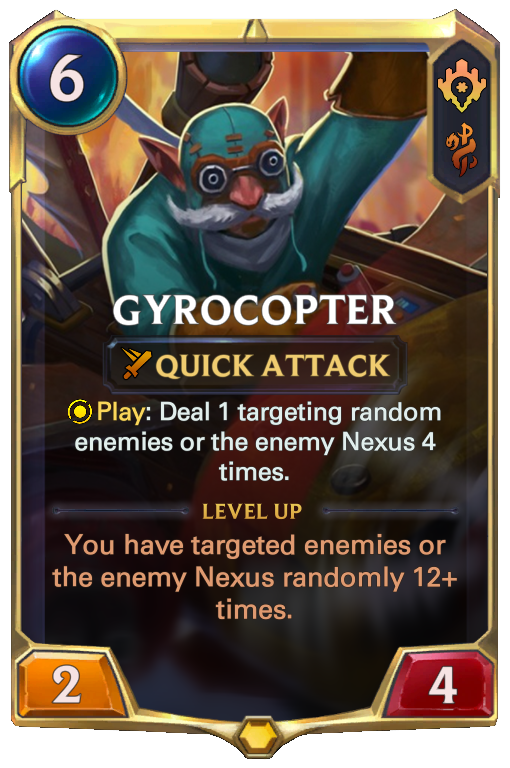 6
GYROCOPTER
QUICK ATTACK
Play: Deal 1 targeting random
enemies or the enemy Nexus 4
times.
LEVEL UP
You have targeted enemies or
the enemy Nexus randomly 12+
times.
2
4